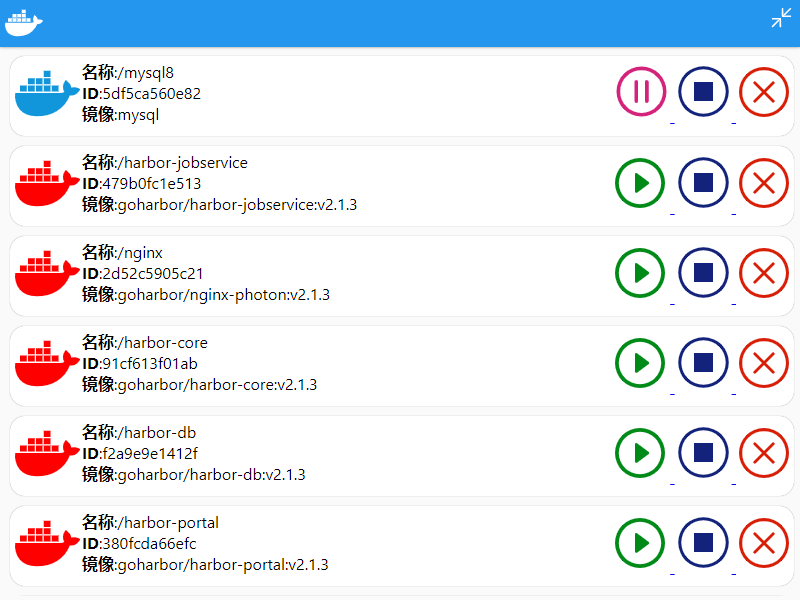 名称:/mysql8
ID:5df5ca560e82
镜像:mysql
名称:/harbor-jobservice
ID:479b0fc1e513
镜像:goharbor/harbor-jobservice:v2.1.3
名称:/nginx
ID:2d52c5905c21
镜像:goharbor/nginx-photon:v2.1.3
名称:/harbor-core
ID:91cf613f01ab
镜像:goharbor/harbor-core:v2.1.3
名称:/harbor-db
ID:f2a9e9e1412f
镜像:goharbor/harbor-db:v2.1.3
名称:/harbor-portal
ID:380fcda66efc
镜像:goharbor/harbor-portal:v2.1.3